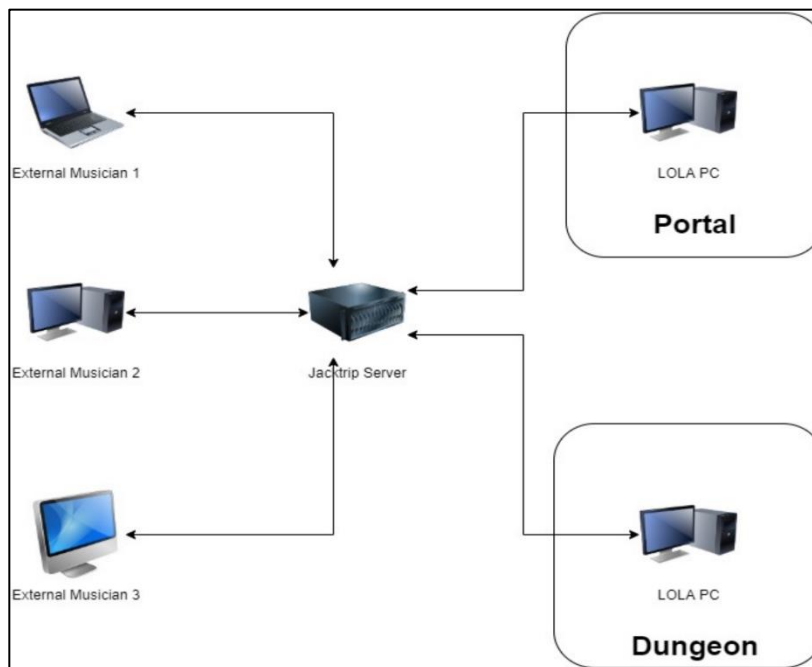 External Musician 1
LOLA PC
Portal
External Musician 2
Jacktrip Server
External Musician 3
LOLA PC
Dungeon